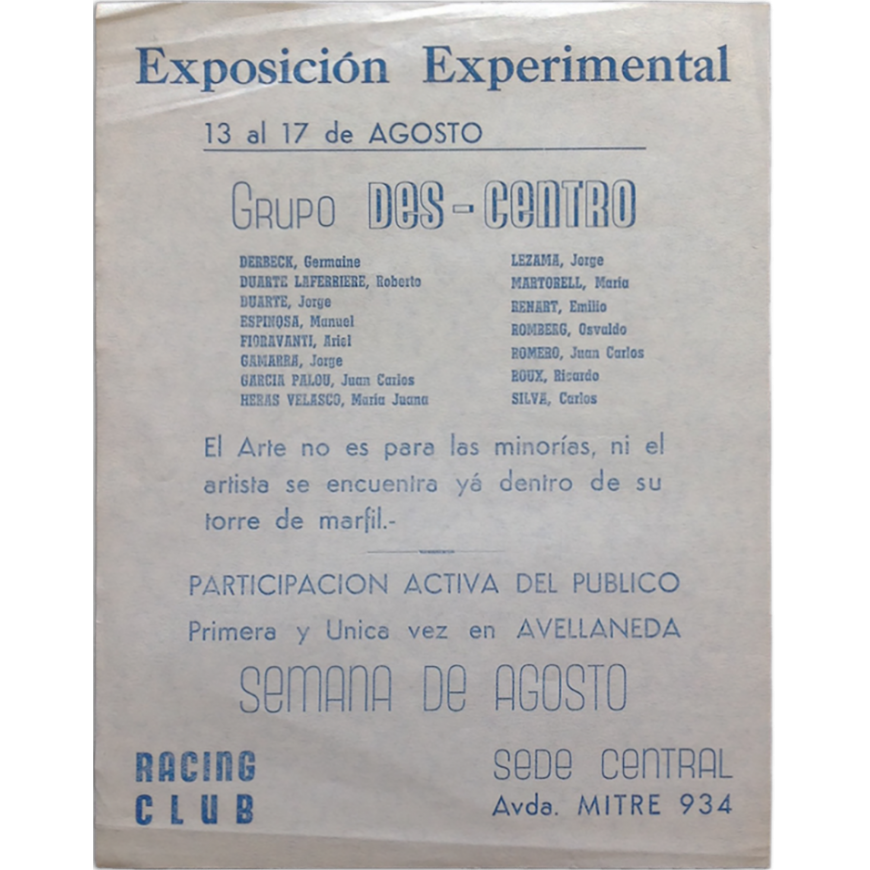 Exposición Experimental
13 al 17 de AGOSTO
GRUPO DES-CENTRO
DERBECK, Germaine
DUARTE LAFERRIERE, Roberto
DUARTE, Jorge
ESPINOSA, Manuel
FIORAVANTI, Ariel
GAMARRA, Jorge
GARCIA PALOU, Juan Carlos
HERAS VELASCO, Maria Juana
LEZAMA, Jorge
MARTORELL, Maria
RENART, Emilio
ROMBERG, Osvaldo
ROMERO, Juan Carlos
ROUX, Ricardo
SILVA, Carlos
El Arte no es para las minorías, ni el
artista se encuentra yá dentro de su
torre de marfil.-
PARTICIPACION ACTIVA DEL PUBLICO
Primera y Unica vez en AVELLANEDA
SEMANA DE AGOSTO
RACING
CLUB
SEDE CENTRAL
Avda. MITRE 934